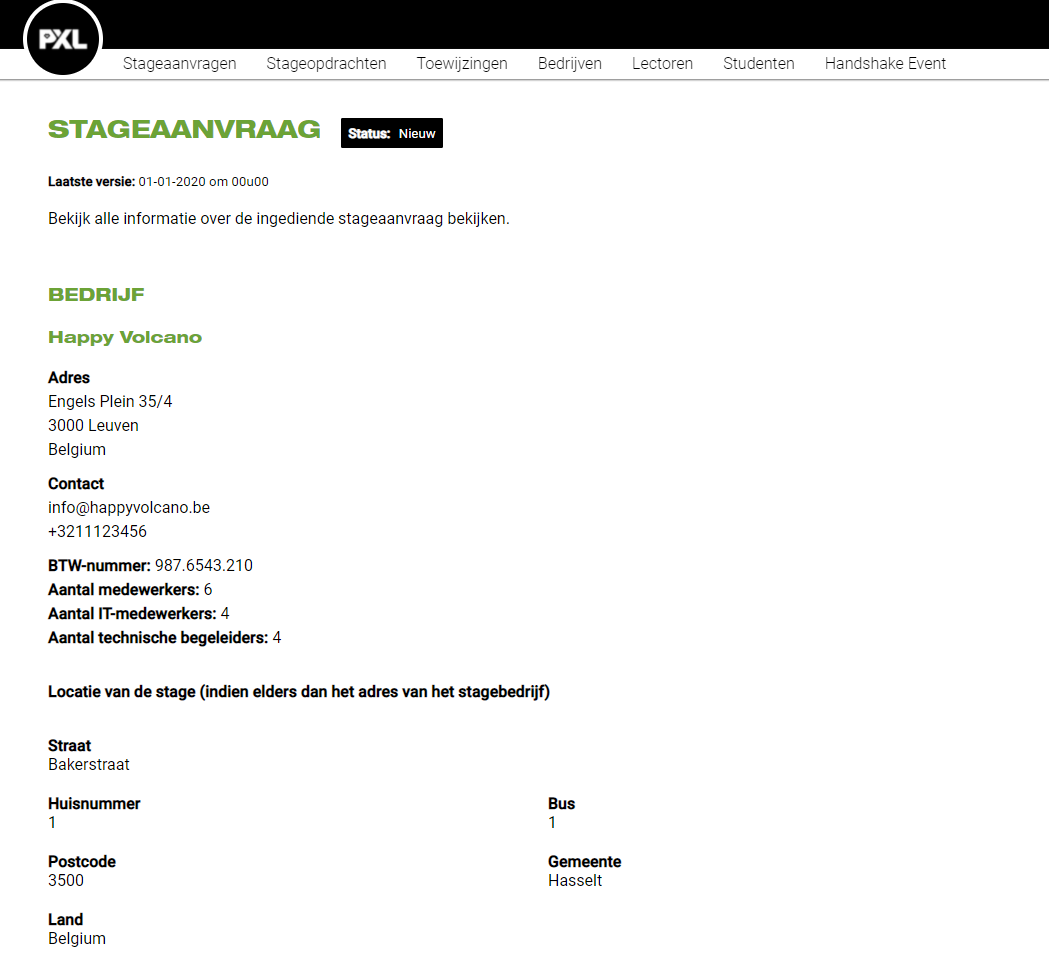 PXL
Stageaanvragen Stageopdrachten Toewijzingen Bedrijven Lectoren Studenten Handshake Event
STAGEAANVRAAG Status: Nieuw
Laatste versie: 01-01-2020 om 00u00
Bekijk alle informatie over de ingediende stageaanvraag bekijken.
BEDRIJF
Happy Volcano
Adres
Engels Plein 35/4
3000 Leuven
Belgium
Contact
info@happyvolcano.be
+3211123456
BTW-nummer: 987.6543.210
Aantal medewerkers: 6
Aantal IT-medewerkers: 4
Aantal technische begeleiders: 4
Locatie van de stage (indien elders dan het adres van het stagebedrijf)
Straat
Bakerstraat
Huisnummer Bus
1 1
Postcode Gemeente
3500 Hasselt
Land
Belgium